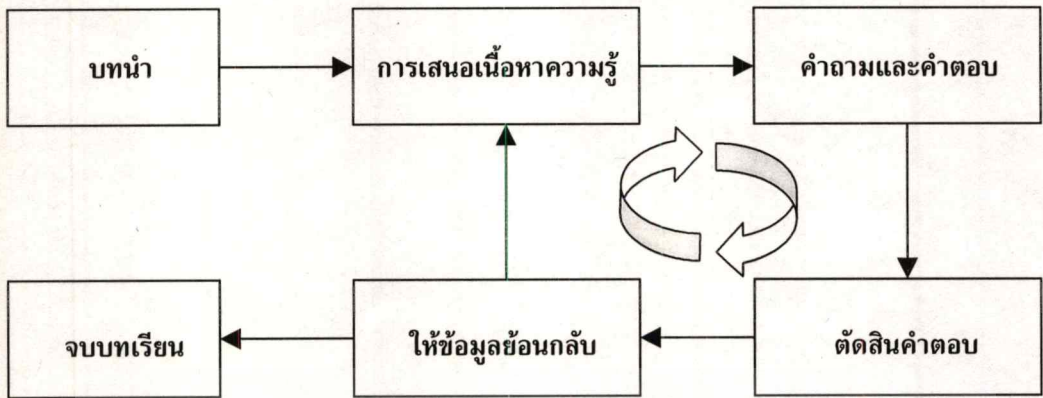 บทนำ
การเสนอเนื้อหาความรู้
คำถามและคำตอบ
จบบทเรียน
ให้ข้อมูลย้อนกลับ
ตัดสินคำตอบ